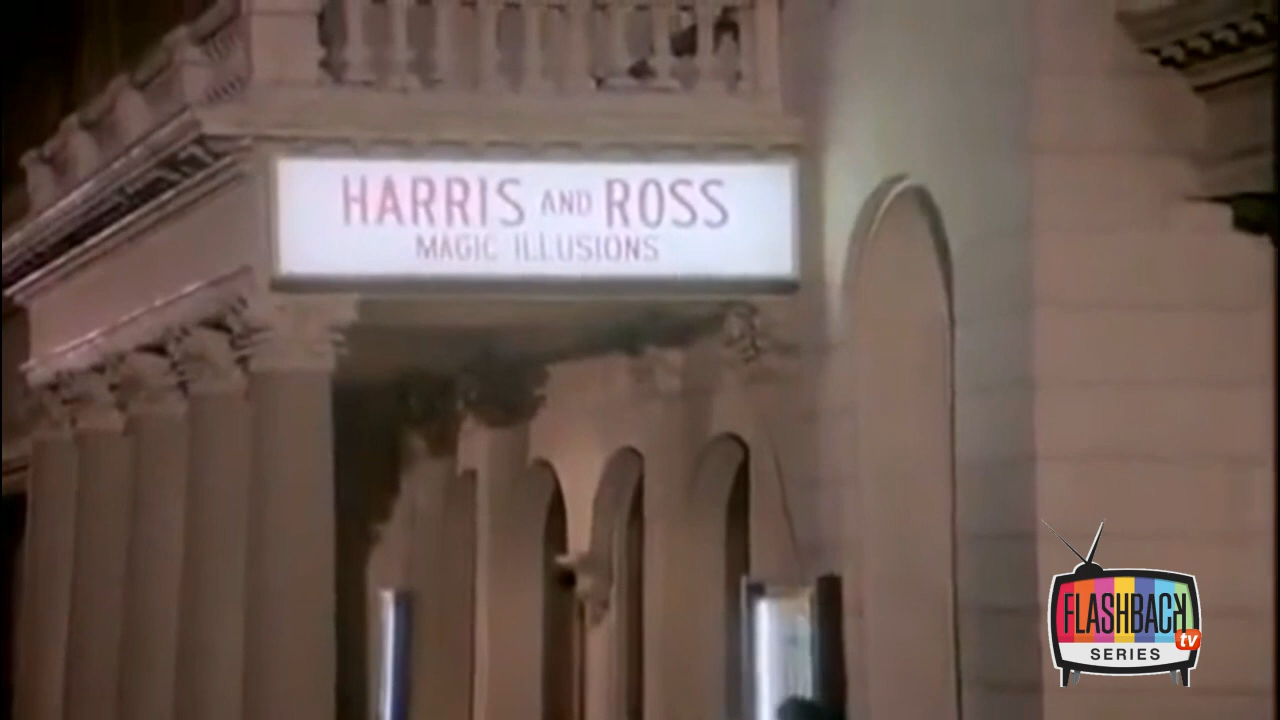 HARRIS AND ROSS
MAGIC ILLUSIONS
FLASHBACK
tv
SERIES